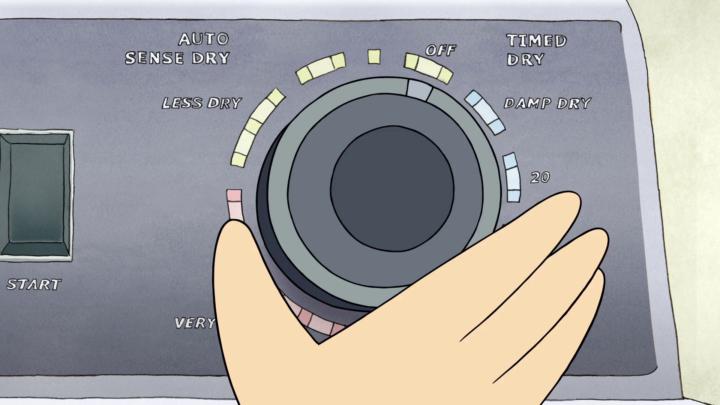 AUTO
SENSE DRY
OFF
TIMED
DRY
LESS DRY
DAMP DRY
20
START
VERY